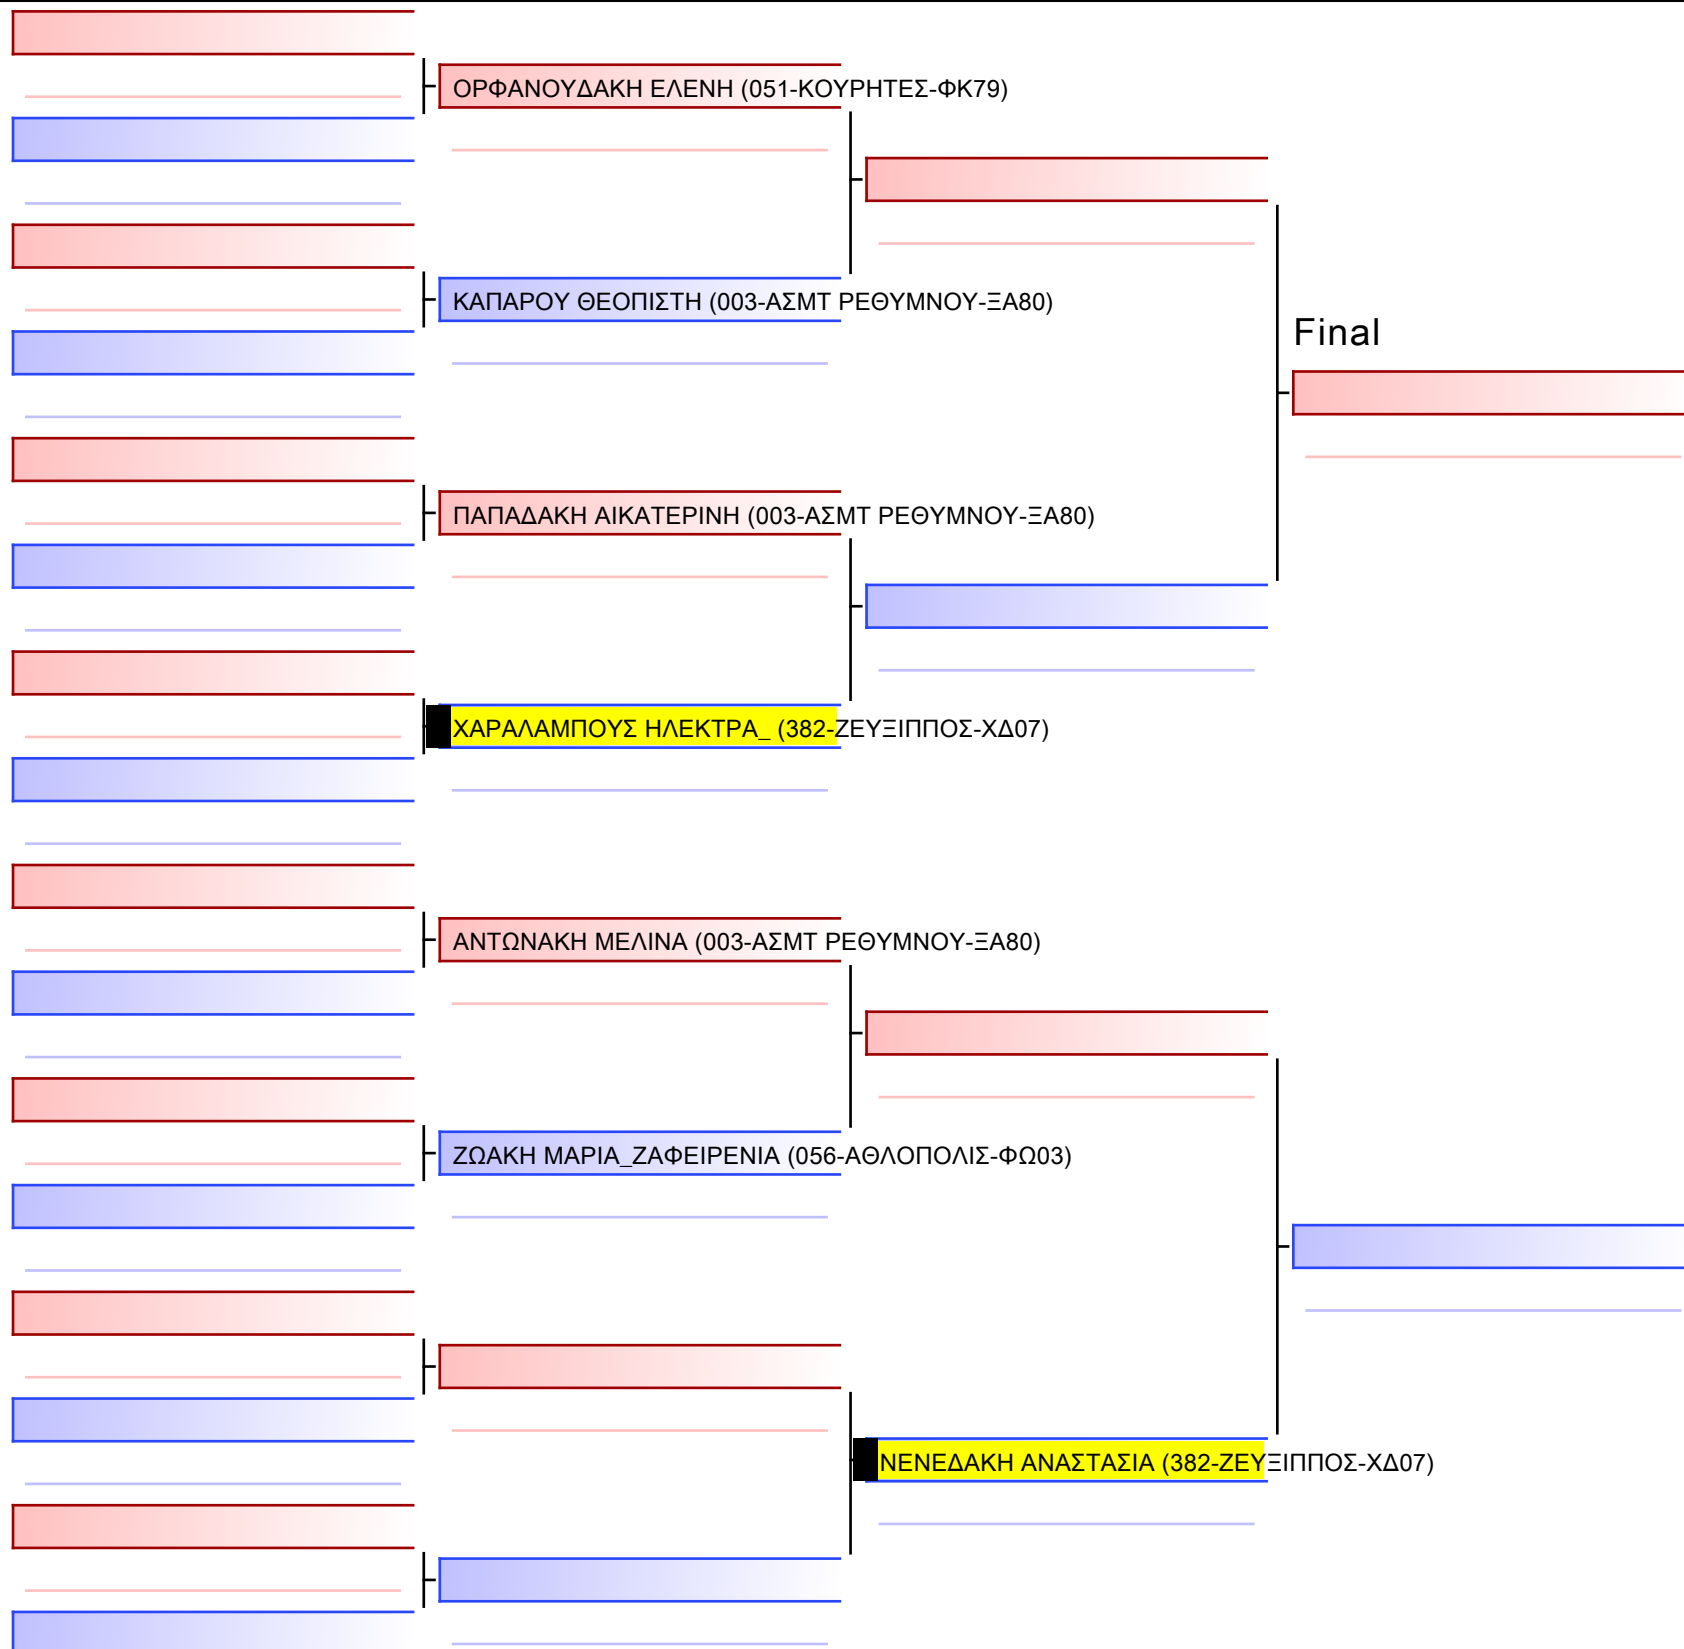 ΟΡΦΑΝΟΥΔΑΚΗ ΕΛΕΝΗ (051-ΚΟΥΡΗΤΕΣ-ΦΚ79)
ΚΑΠΑΡΟΥ ΘΕΟΠΙΣΤΗ (003-ΑΣΜΤ ΡΕΘΥΜΝΟΥ-ΞΑ80)
Final
ΠΑΠΑΔΑΚΗ ΑΙΚΑΤΕΡΙΝΗ (003-ΑΣΜΤ ΡΕΘΥΜΝΟΥ-ΞΑ80)
ΧΑΡΑΛΑΜΠΟΥΣ ΗΛΕΚΤΡΑ_ (382-ΖΕΥΞΙΠΠΟΣ-ΧΔ07)
ΑΝΤΩΝΑΚΗ ΜΕΛΙΝΑ (003-ΑΣΜΤ ΡΕΘΥΜΝΟΥ-ΞΑ80)
ΖΩΑΚΗ ΜΑΡΙΑ_ΖΑΦΕΙΡΕΝΙΑ (056-ΑΘΛΟΠΟΛΙΣ-ΦΩ03)
ΝΕΝΕΔΑΚΗ ΑΝΑΣΤΑΣΙΑ (382-ΖΕΥΞΙΠΠΟΣ-ΧΔ07)